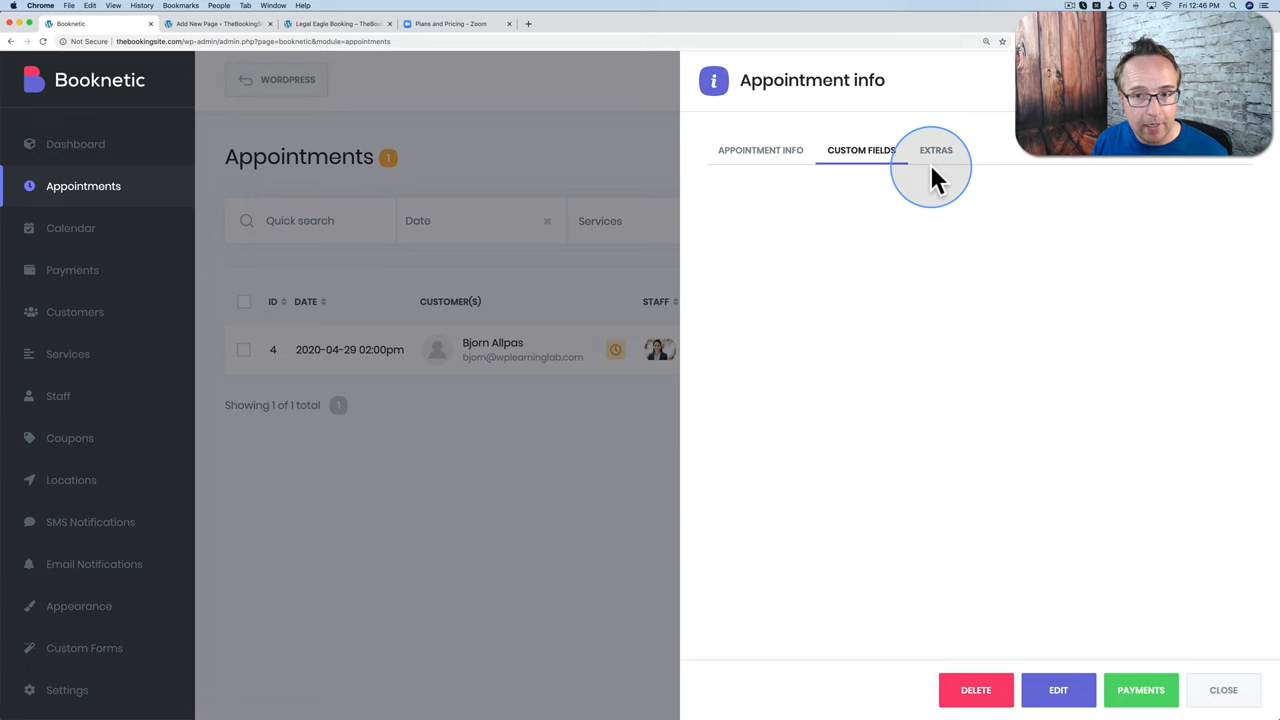 Chrome File Edit View History Bookmarks People Tab Window Help
Fri 12:46 PM
Booknetic
Add New Page ‹ TheBookingS
Legal Eagle Booking – TheBoo
Plans and Pricing - Zoom
Not Secure thebookingsite.com/wp-admin/admin.php?page=booknetic&module=appointments
Booknetic
WORDPRESS
Appointment info
Dashboard
Appointments
Calendar
Payments
Customers
Services
Staff
Coupons
Locations
SMS Notifications
Email Notifications
Appearance
Custom Forms
Settings
Appointments 1
Quick search Date Services
ID DATE CUSTOMER(S) STAFF
4 2020-04-29 02:00pm Bjorn Allpas
bjorn@wplearninglab.com
Showing 1 of 1 total 1
APPOINTMENT INFO CUSTOM FIELDS EXTRAS
DELETE EDIT PAYMENTS CLOSE